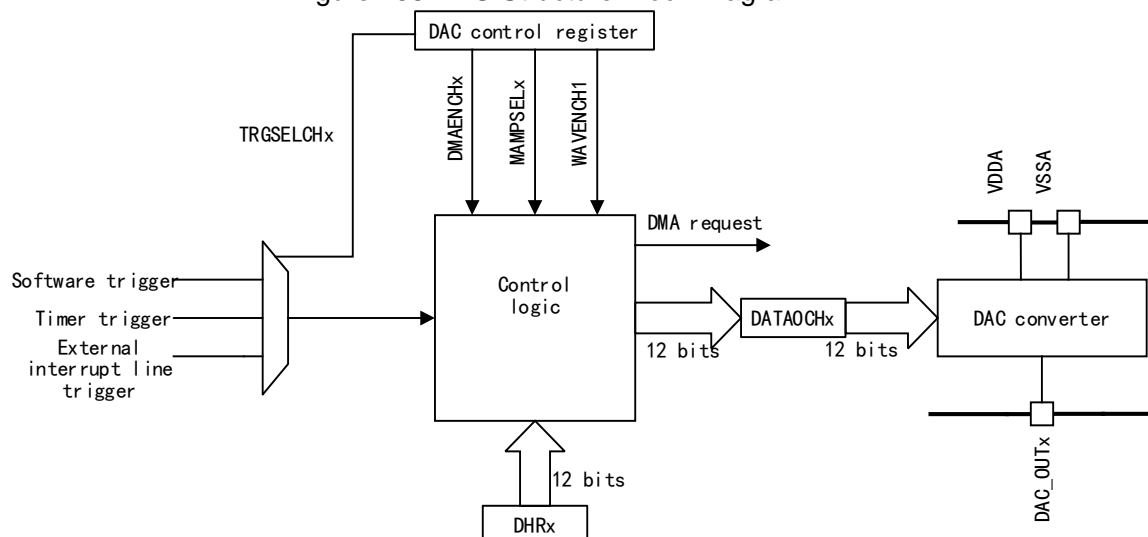 DAC control register
TRGSELCHx
DMAENCHx
MAMPSELx
WAVENCH1
VDDA
VSSA
DMA request
Software trigger
Timer trigger
External
interrupt line
trigger
Control
logic
12 bits
DATAOCHx
12 bits
DAC converter
12 bits
DHRx
DAC_OUTx